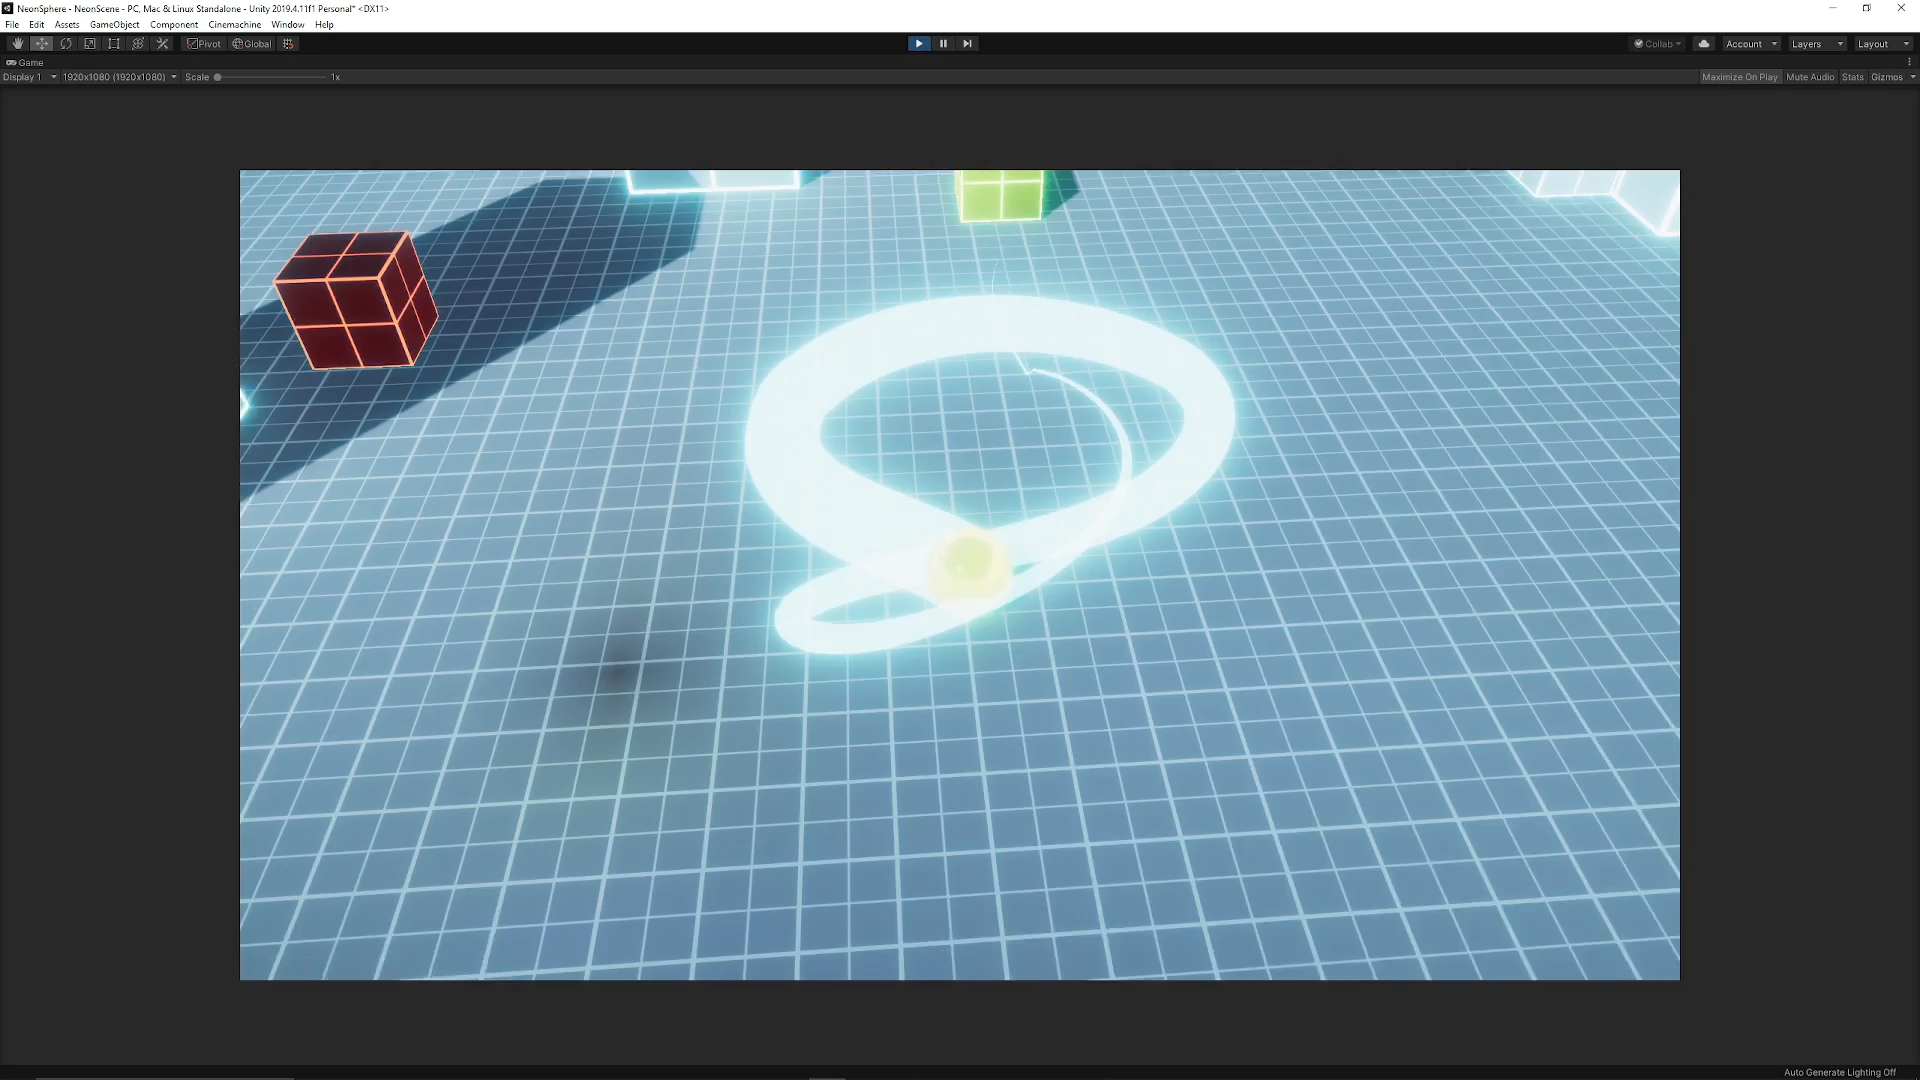 NeonSphere - NeonScene - PC, Mac & Linux Standalone - Unity 2019.4.11f1 Personal* <DX11>
File Edit Assets GameObject Component Cinemachine Window Help
Pivot Global Collab Account Layers Layout
Game
Display 1 1920x1080 (1920x1080) Scale 1x Maximize On Play Mute Audio Stats Gizmos
Auto Generate Lighting Off